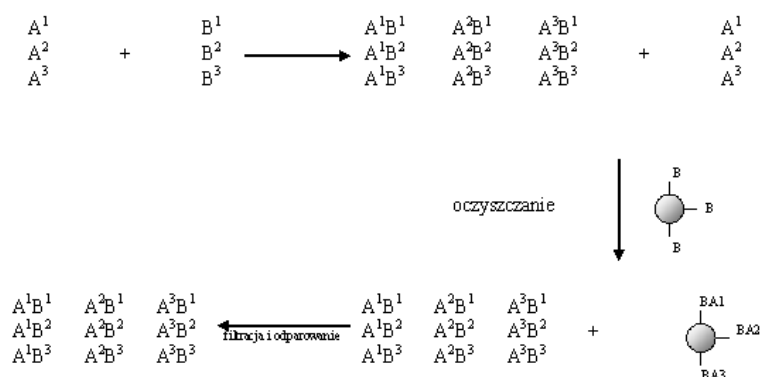 A¹ B¹ A¹B¹ A²B¹ A³B¹ A¹
A² + B² A¹B² A²B² A³B² + A²
A³ B³ A¹B³ A²B³ A³B³ A³
B
oczyszczanie B
B
A¹B¹ A²B¹ A³B¹ A¹B¹ A²B¹ A³B¹ BA1
A¹B² A²B² A³B² A¹B² A²B² A³B² + BA2
filtracja i odparowanie
A¹B³ A²B³ A³B³ A¹B³ A²B³ A³B³
BA3